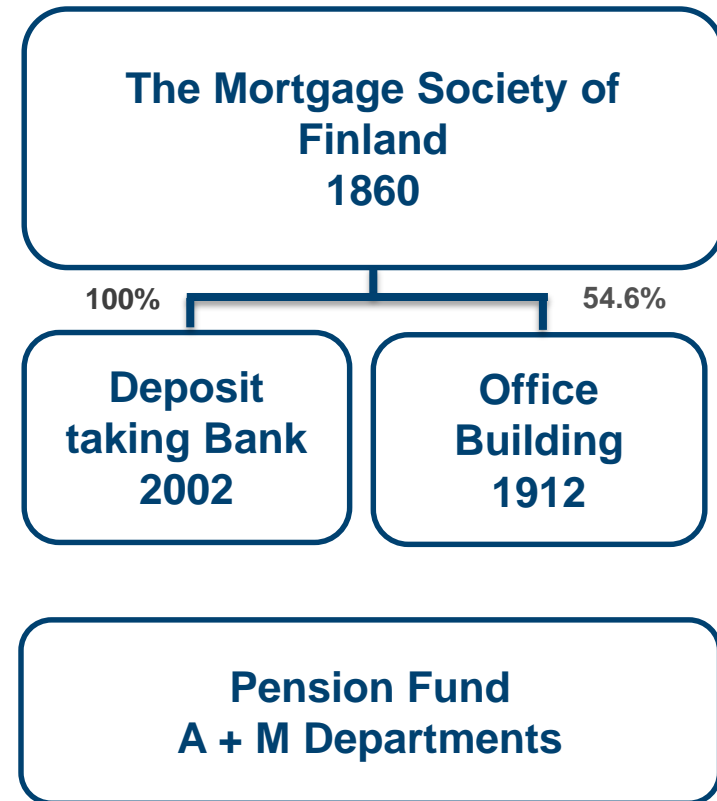 The Mortgage Society of
Finland
1860
100%
54.6%
Deposit
taking Bank
2002
Office
Building
1912
Pension Fund
A + M Departments